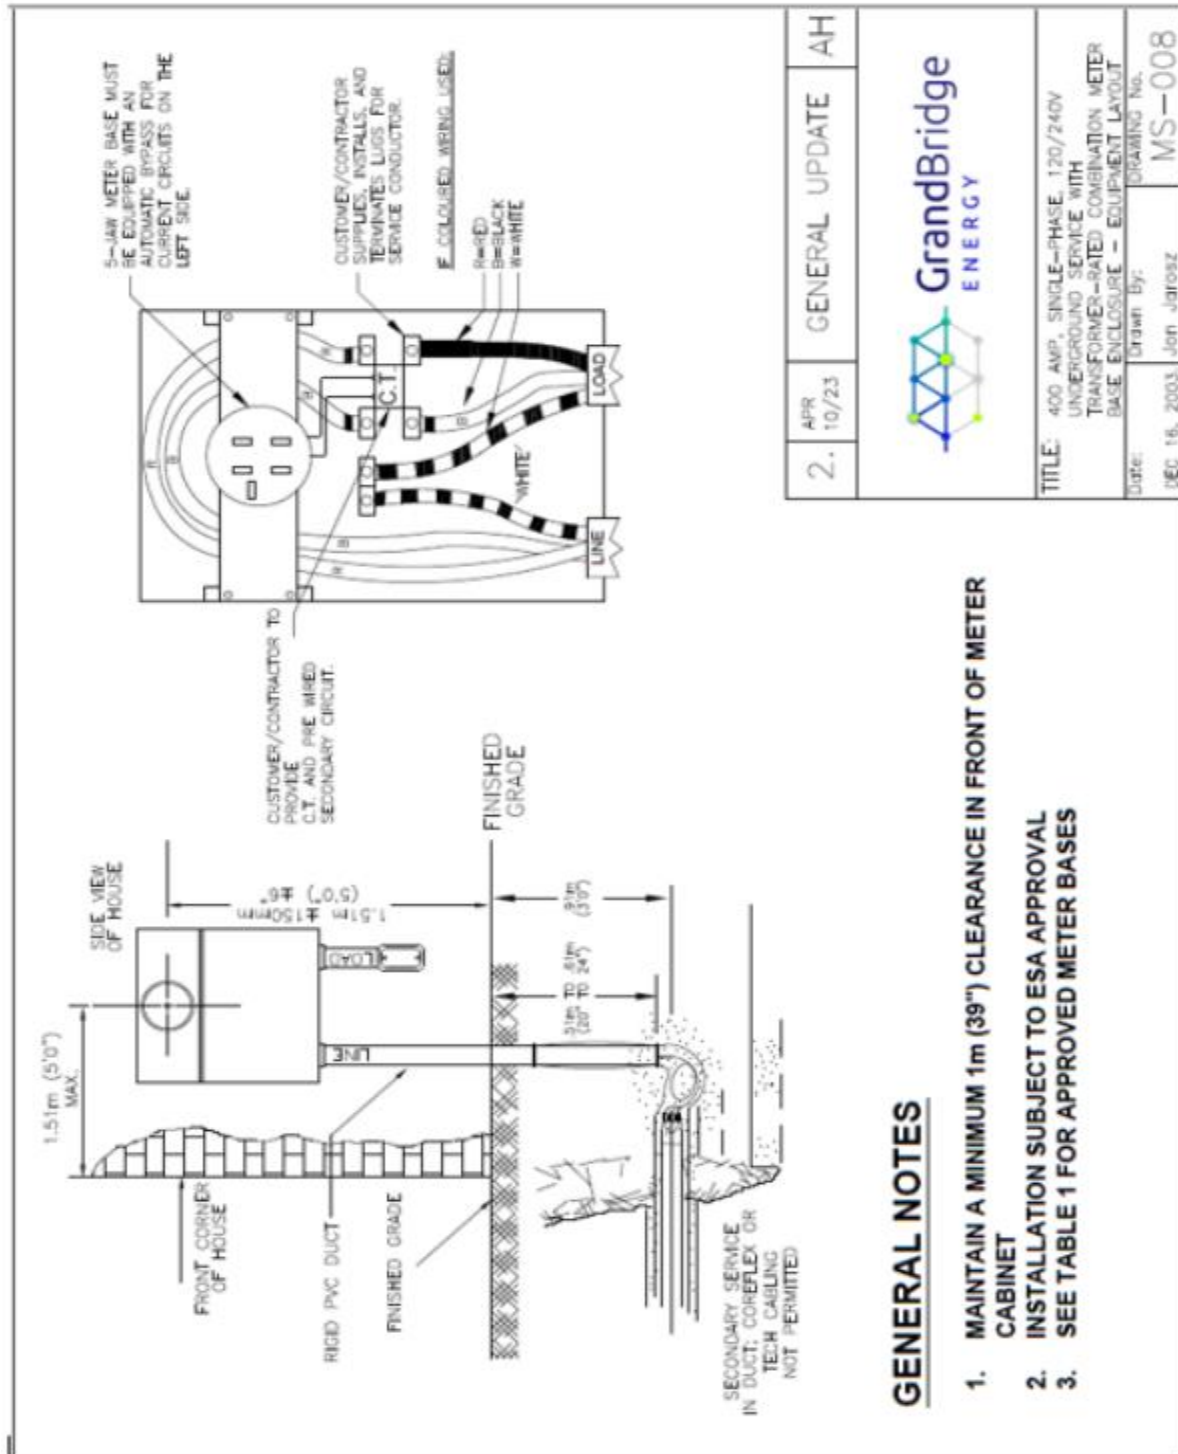 SIDE VIEW
OF HOUSE
1.51m (5'0")
MAX.
FRONT CORNER
OF HOUSE
1.51m ±150mm
(5'0") ±6"
LOAD
LINE
RIGID PVC DUCT
FINISHED GRADE
FINISHED
GRADE
.51m TO .61m
(20" TO 24")
.91m
(3'0")
SECONDARY SERVICE
IN DUCT; COREFLEX OR
TECH CABLING
NOT PERMITTED
5-JAW METER BASE MUST
BE EQUIPPED WITH AN
AUTOMATIC BYPASS FOR
CURRENT CIRCUITS ON THE
LEFT SIDE.
CUSTOMER/CONTRACTOR
SUPPLIES, INSTALLS, AND
TERMINATES LUGS FOR
SERVICE CONDUCTOR.
IF COLOURED WIRING USED:
R=RED
B=BLACK
W=WHITE
CUSTOMER/CONTRACTOR TO
PROVIDE
C.T. AND PRE WIRED
SECONDARY CIRCUIT.
R
B
R
B
C.T.
R
B
B
'WHITE'
LINE
LOAD
GENERAL NOTES
1. MAINTAIN A MINIMUM 1m (39") CLEARANCE IN FRONT OF METER
CABINET
2. INSTALLATION SUBJECT TO ESA APPROVAL
3. SEE TABLE 1 FOR APPROVED METER BASES
2. APR 10/23 GENERAL UPDATE AH
GrandBridge
ENERGY
TITLE: 400 AMP, SINGLE-PHASE, 120/240V
UNDERGROUND SERVICE WITH
TRANSFORMER-RATED COMBINATION METER
BASE ENCLOSURE - EQUIPMENT LAYOUT
Date: Drawn By: DRAWING No.
DEC 16, 2003 Jon Jarosz MS-008